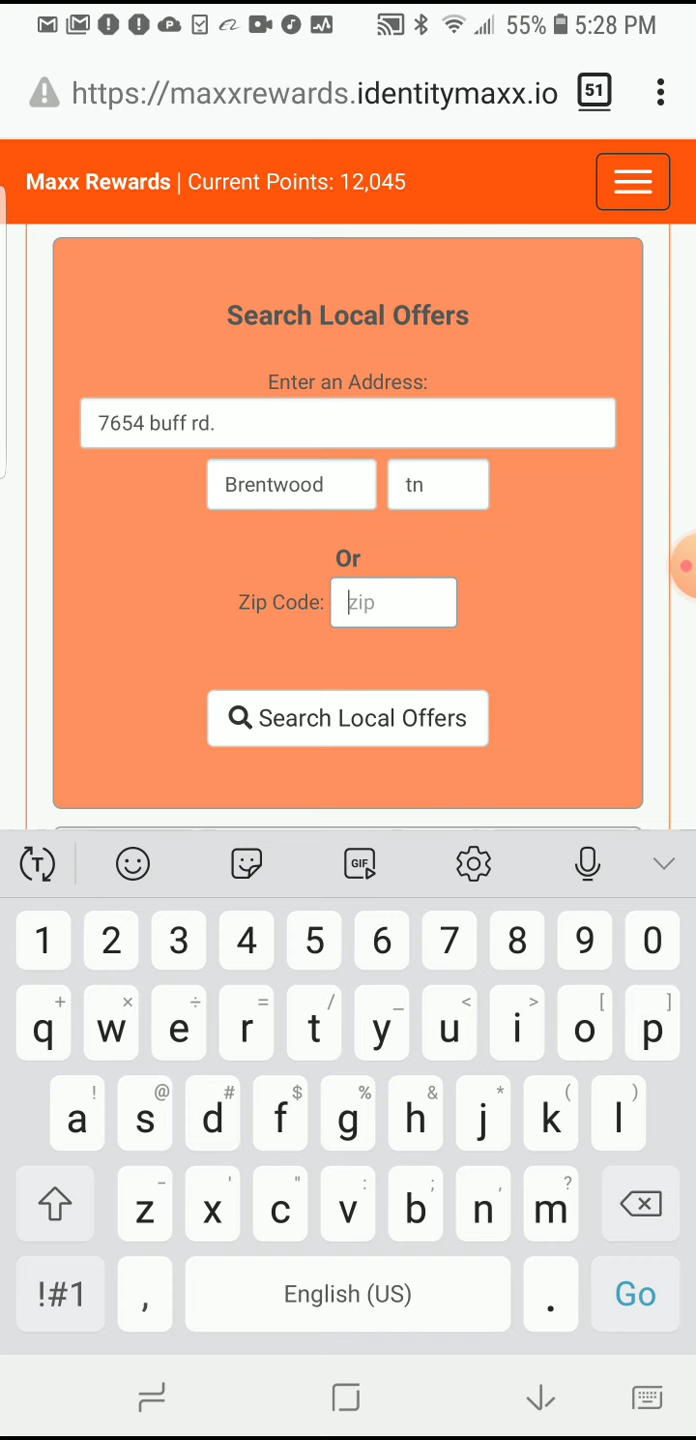 55% 5:28 PM
https://maxxrewards.identitymaxx.io 51
Maxx Rewards | Current Points: 12,045
Search Local Offers
Enter an Address:
7654 buff rd.
Brentwood tn
Or
Zip Code: zip
Search Local Offers
T GIF
1 2 3 4 5 6 7 8 9 0
+ × ÷ = / _ < > [ ]
q w e r t y u i o p
! @ # $ % & * ( )
a s d f g h j k l
- ' " : ; , ?
z x c v b n m
!#1 , English (US) . Go